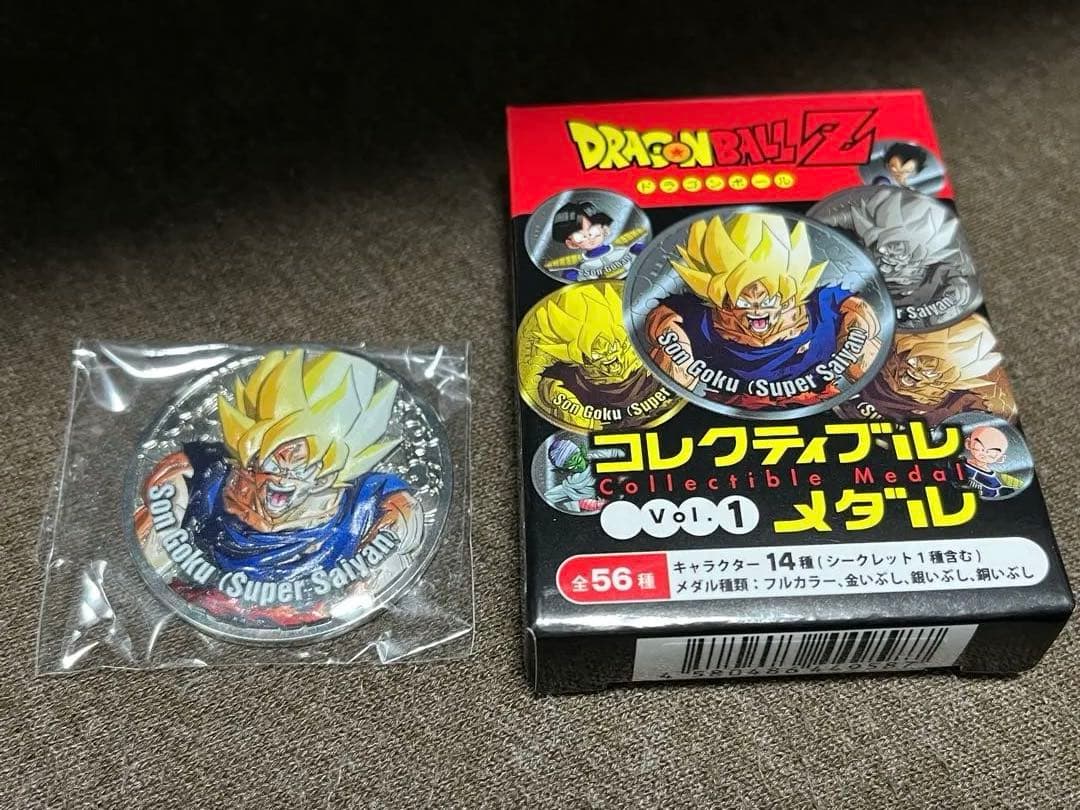 DRAGON BALL Z
ドラゴンボール
Son Gohan
Son Goku (Super Saiyan)
r Saiyan)
Son Goku (Super
コレクティブル
Collectible Medal
Vol.1 メダル
全56種
キャラクター 14種(シークレット1種含む)
メダル種類：フルカラー、金いぶし、銀いぶし、銅いぶし
Son Goku (Super Saiyan)